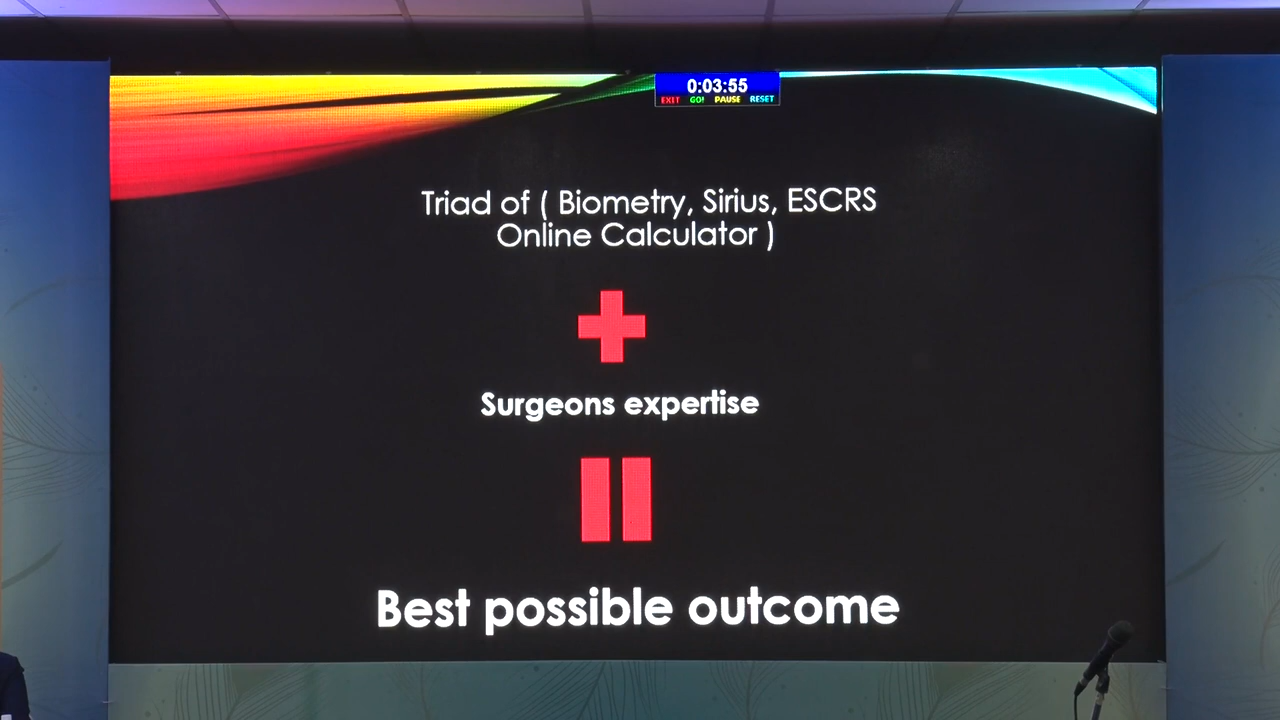 0:03:55
EXIT GO! PAUSE RESET
Triad of ( Biometry, Sirius, ESCRS
Online Calculator )
Surgeons expertise
Best possible outcome